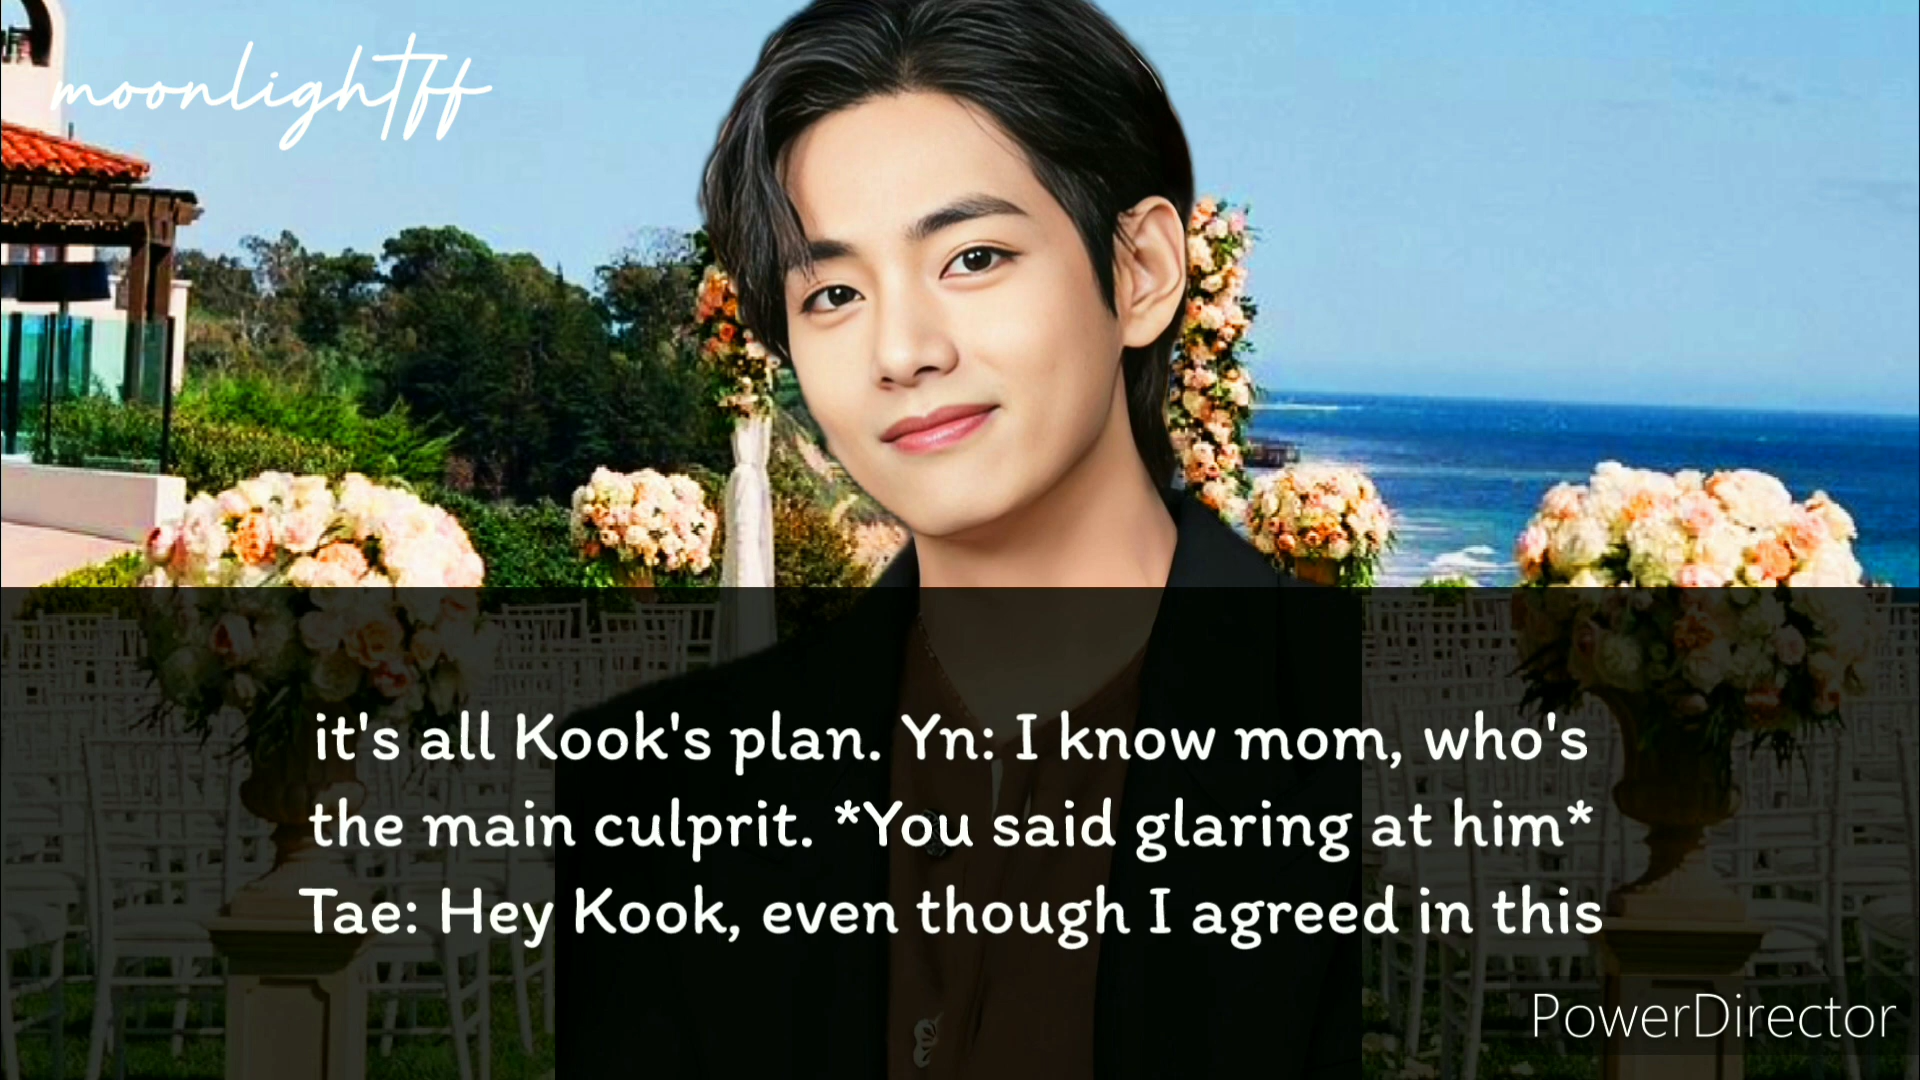 moonlightff
it's all Kook's plan. Yn: I know mom, who's
the main culprit. *You said glaring at him*
Tae: Hey Kook, even though I agreed in this
PowerDirector